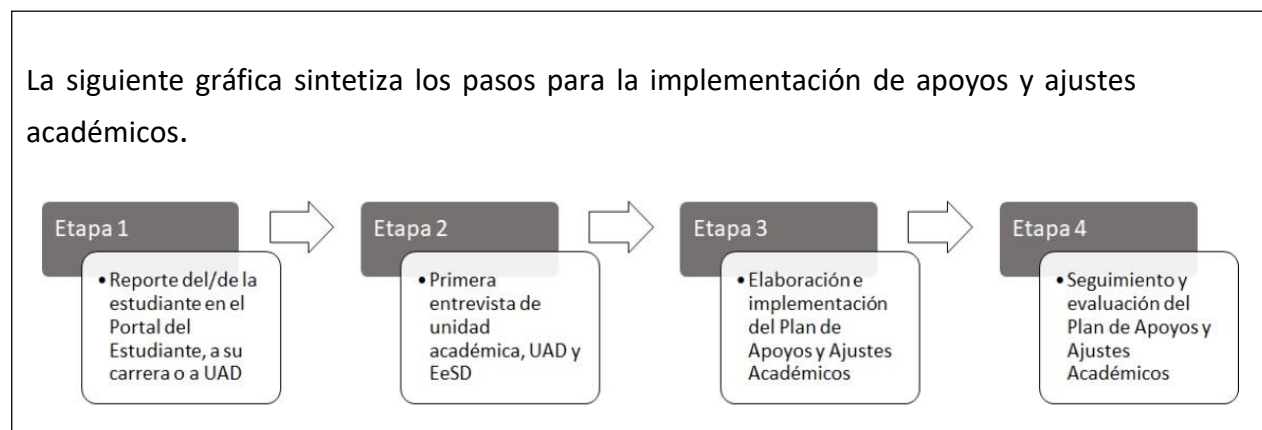 La siguiente gráfica sintetiza los pasos para la implementación de apoyos y ajustes
académicos.
Etapa 1
• Reporte del/de la
estudiante en el
Portal del
Estudiante, a su
carrera o a UAD
Etapa 2
• Primera
entrevista de
unidad
académica, UAD y
EeSD
Etapa 3
• Elaboración e
implementación
del Plan de
Apoyos y Ajustes
Académicos
Etapa 4
• Seguimiento y
evaluación del
Plan de Apoyos y
Ajustes
Académicos